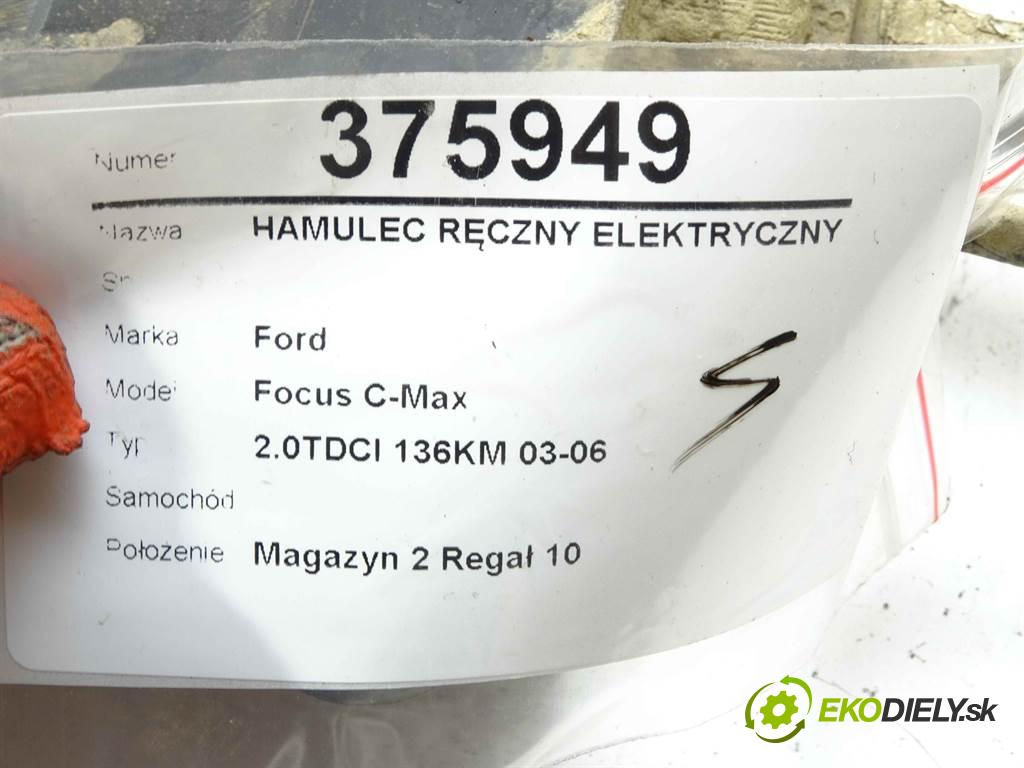 Numer 375949
Nazwa HAMULEC RĘCZNY ELEKTRYCZNY
Marka Ford
Model Focus C-Max
Typ 2.0TDCI 136KM 03-06
Samochód
Położenie Magazyn 2 Regał 10
EKODIELY.sk